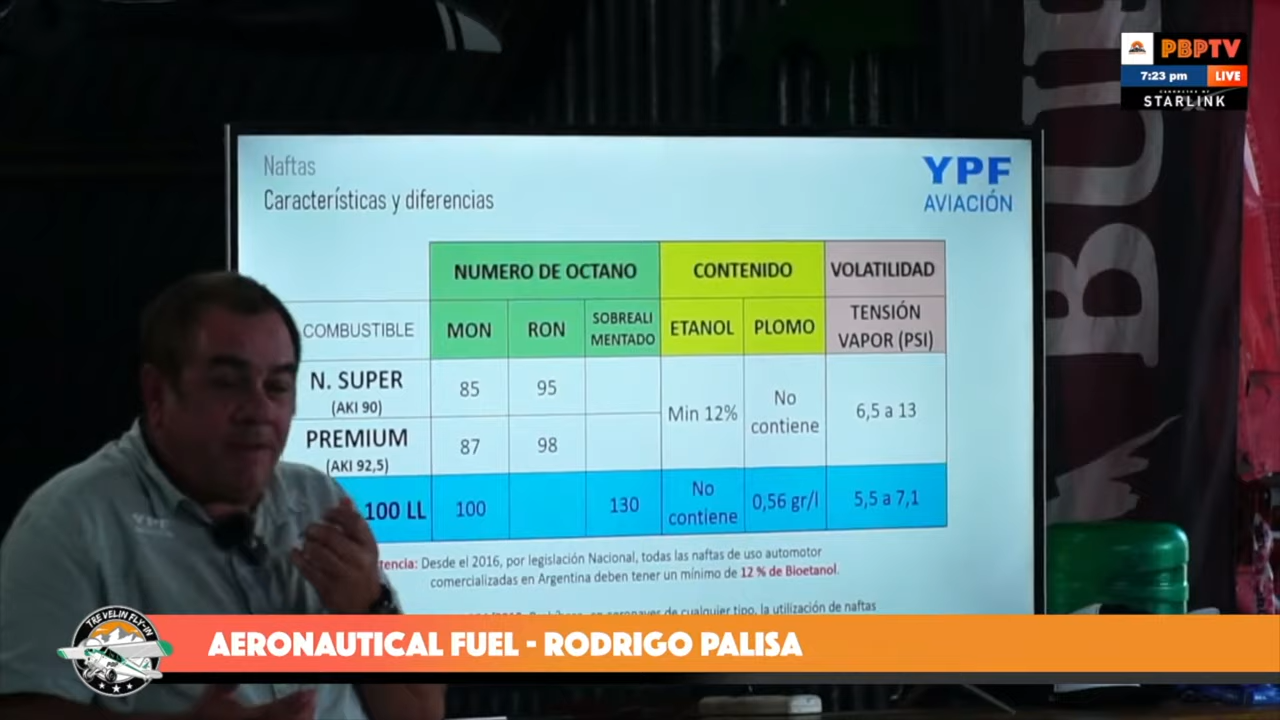 PBPTV
7:23 pm LIVE
STARLINK
BU
Naftas
Características y diferencias
YPF
AVIACIÓN
NUMERO DE OCTANO CONTENIDO VOLATILIDAD
COMBUSTIBLE MON RON SOBREALI MENTADO ETANOL PLOMO TENSIÓN VAPOR (PSI)
N. SUPER 85 95
(AKI 90)
Min 12% No contiene 6,5 a 13
PREMIUM 87 98
(AKI 92,5)
100 LL 100 130 No contiene 0,56 gr/l 5,5 a 7,1
tencia: Desde el 2016, por legislación Nacional, todas las naftas de uso automotor
comercializadas en Argentina deben tener un mínimo de 12 % de Bioetanol.
en aeronaves de cualquier tipo, la utilización de naftas
YPF
TREVELIN FLY-IN
AERONAUTICAL FUEL - RODRIGO PALISA